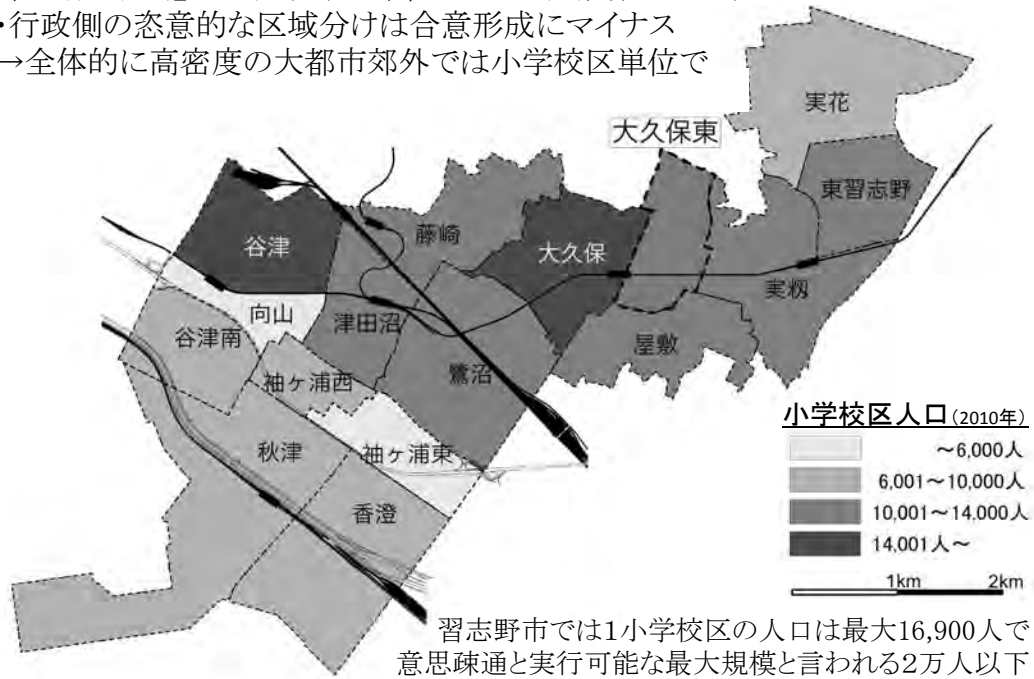 ・行政側の恣意的な区域分けは合意形成にマイナス
→全体的に高密度の大都市郊外では小学校区単位で
実花
大久保東
東習志野
藤崎
谷津
大久保
実籾
向山
津田沼
谷津南
屋敷
鷺沼
袖ヶ浦西
小学校区人口(2010年)
~6,000人
6,001~10,000人
10,001~14,000人
14,001人~
袖ヶ浦東
秋津
香澄
1km 2km
習志野市では1小学校区の人口は最大16,900人で
意思疎通と実行可能な最大規模と言われる2万人以下